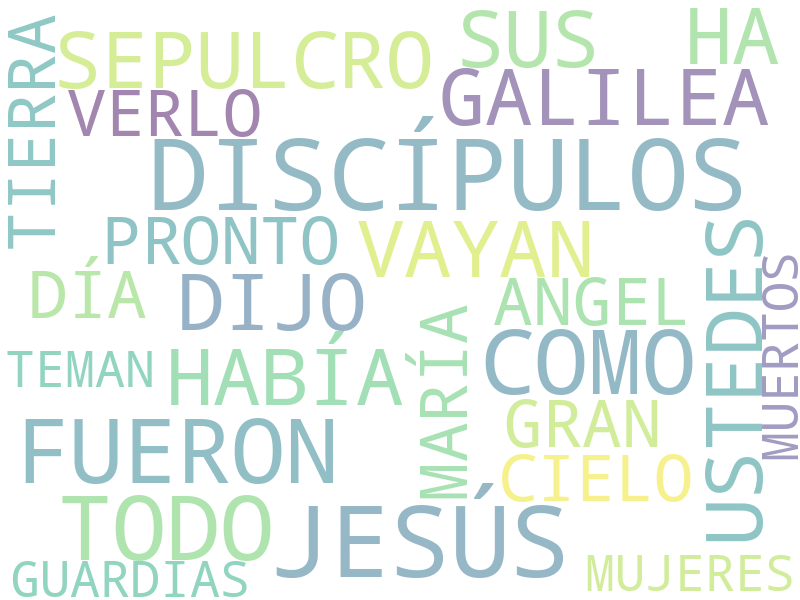 TIERRA
SEPULCRO
SUS
HA
VERLO
GALILEA
DISCÍPULOS
PRONTO
VAYAN
USTEDES
DÍA
DIJO
ANGEL
MUERTOS
TEMAN
HABÍA
MARÍA
COMO
FUERON
GRAN
CIELO
TODO
JESÚS
GUARDIAS
MUJERES